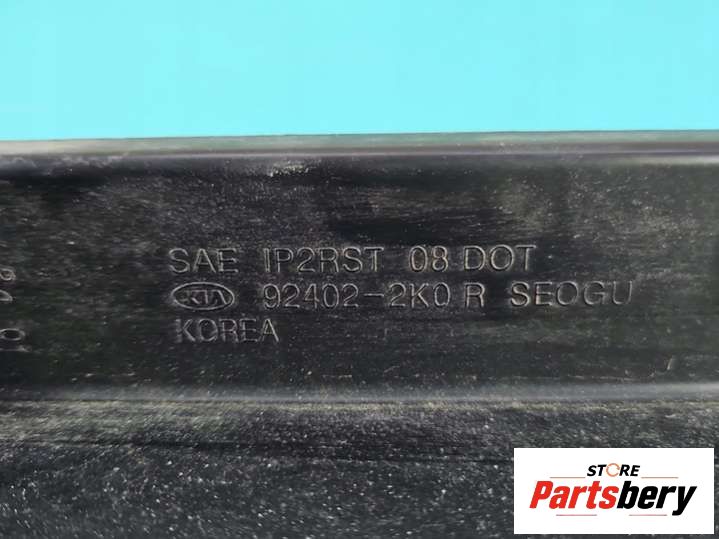 SAE IP2RST 08 DOT
KIA 92402-2K0 R SEOGU
KOREA
STORE
Partsbery